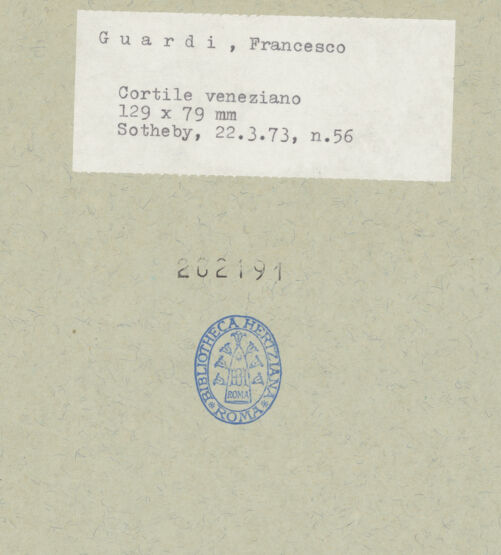 G u a r d i , Francesco
Cortile veneziano
129 x 79 mm
Sotheby, 22.3.73, n.56
202191
BIBLIOTHECA HERTZIANA
ROMA
* ROMA *